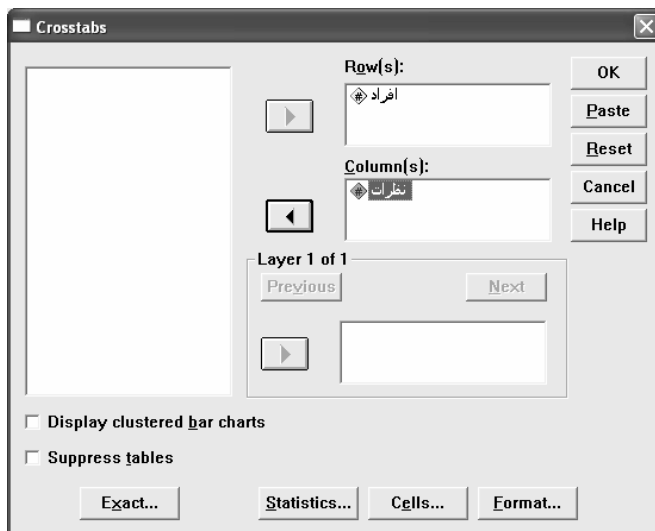 Crosstabs
Row(s):
افراد
Column(s):
نظرات
OK
Paste
Reset
Cancel
Help
Layer 1 of 1
Previous
Next
Display clustered bar charts
Suppress tables
Exact...
Statistics...
Cells...
Format...